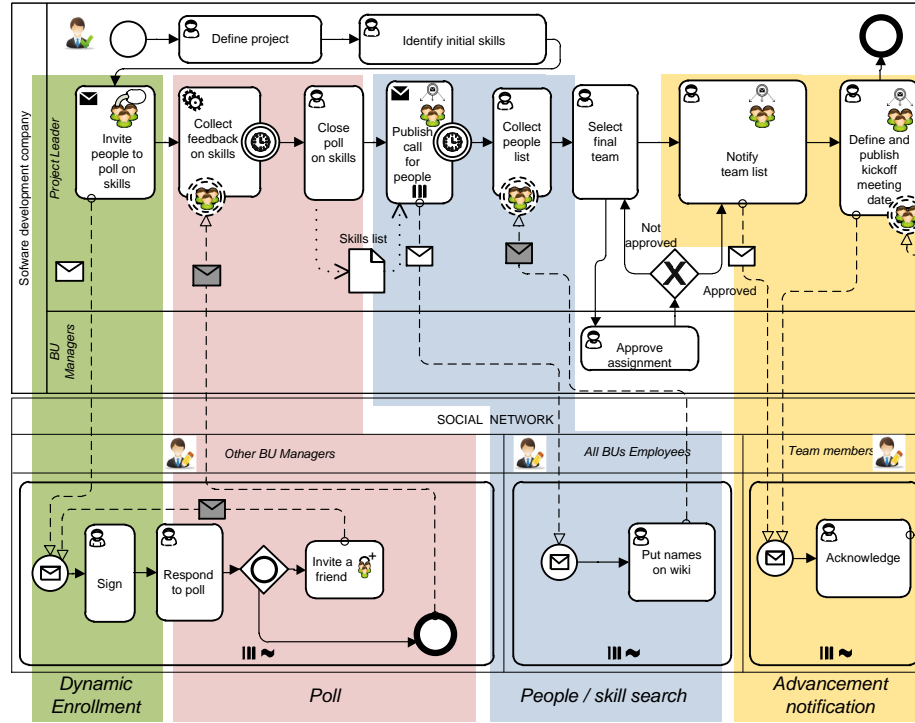 Sofware development company
Project Leader
Define project
Identify initial skills
Invite
people to
poll on
skills
Collect
feedback
on skills
Close
poll
on skills
Publish
call for
people
Collect
people
list
Select
final
team
Notify
team list
Define and
publish
kickoff
meeting
date
Skills list
Not
approved
X
Approved
BU
Managers
Approve
assignment
SOCIAL NETWORK
Other BU Managers
All BUs Employees
Team members
Sign
Respond
to poll
Invite a
friend
Put names
on wiki
Acknowledge
Dynamic
Enrollment
Poll
People / skill search
Advancement
notification